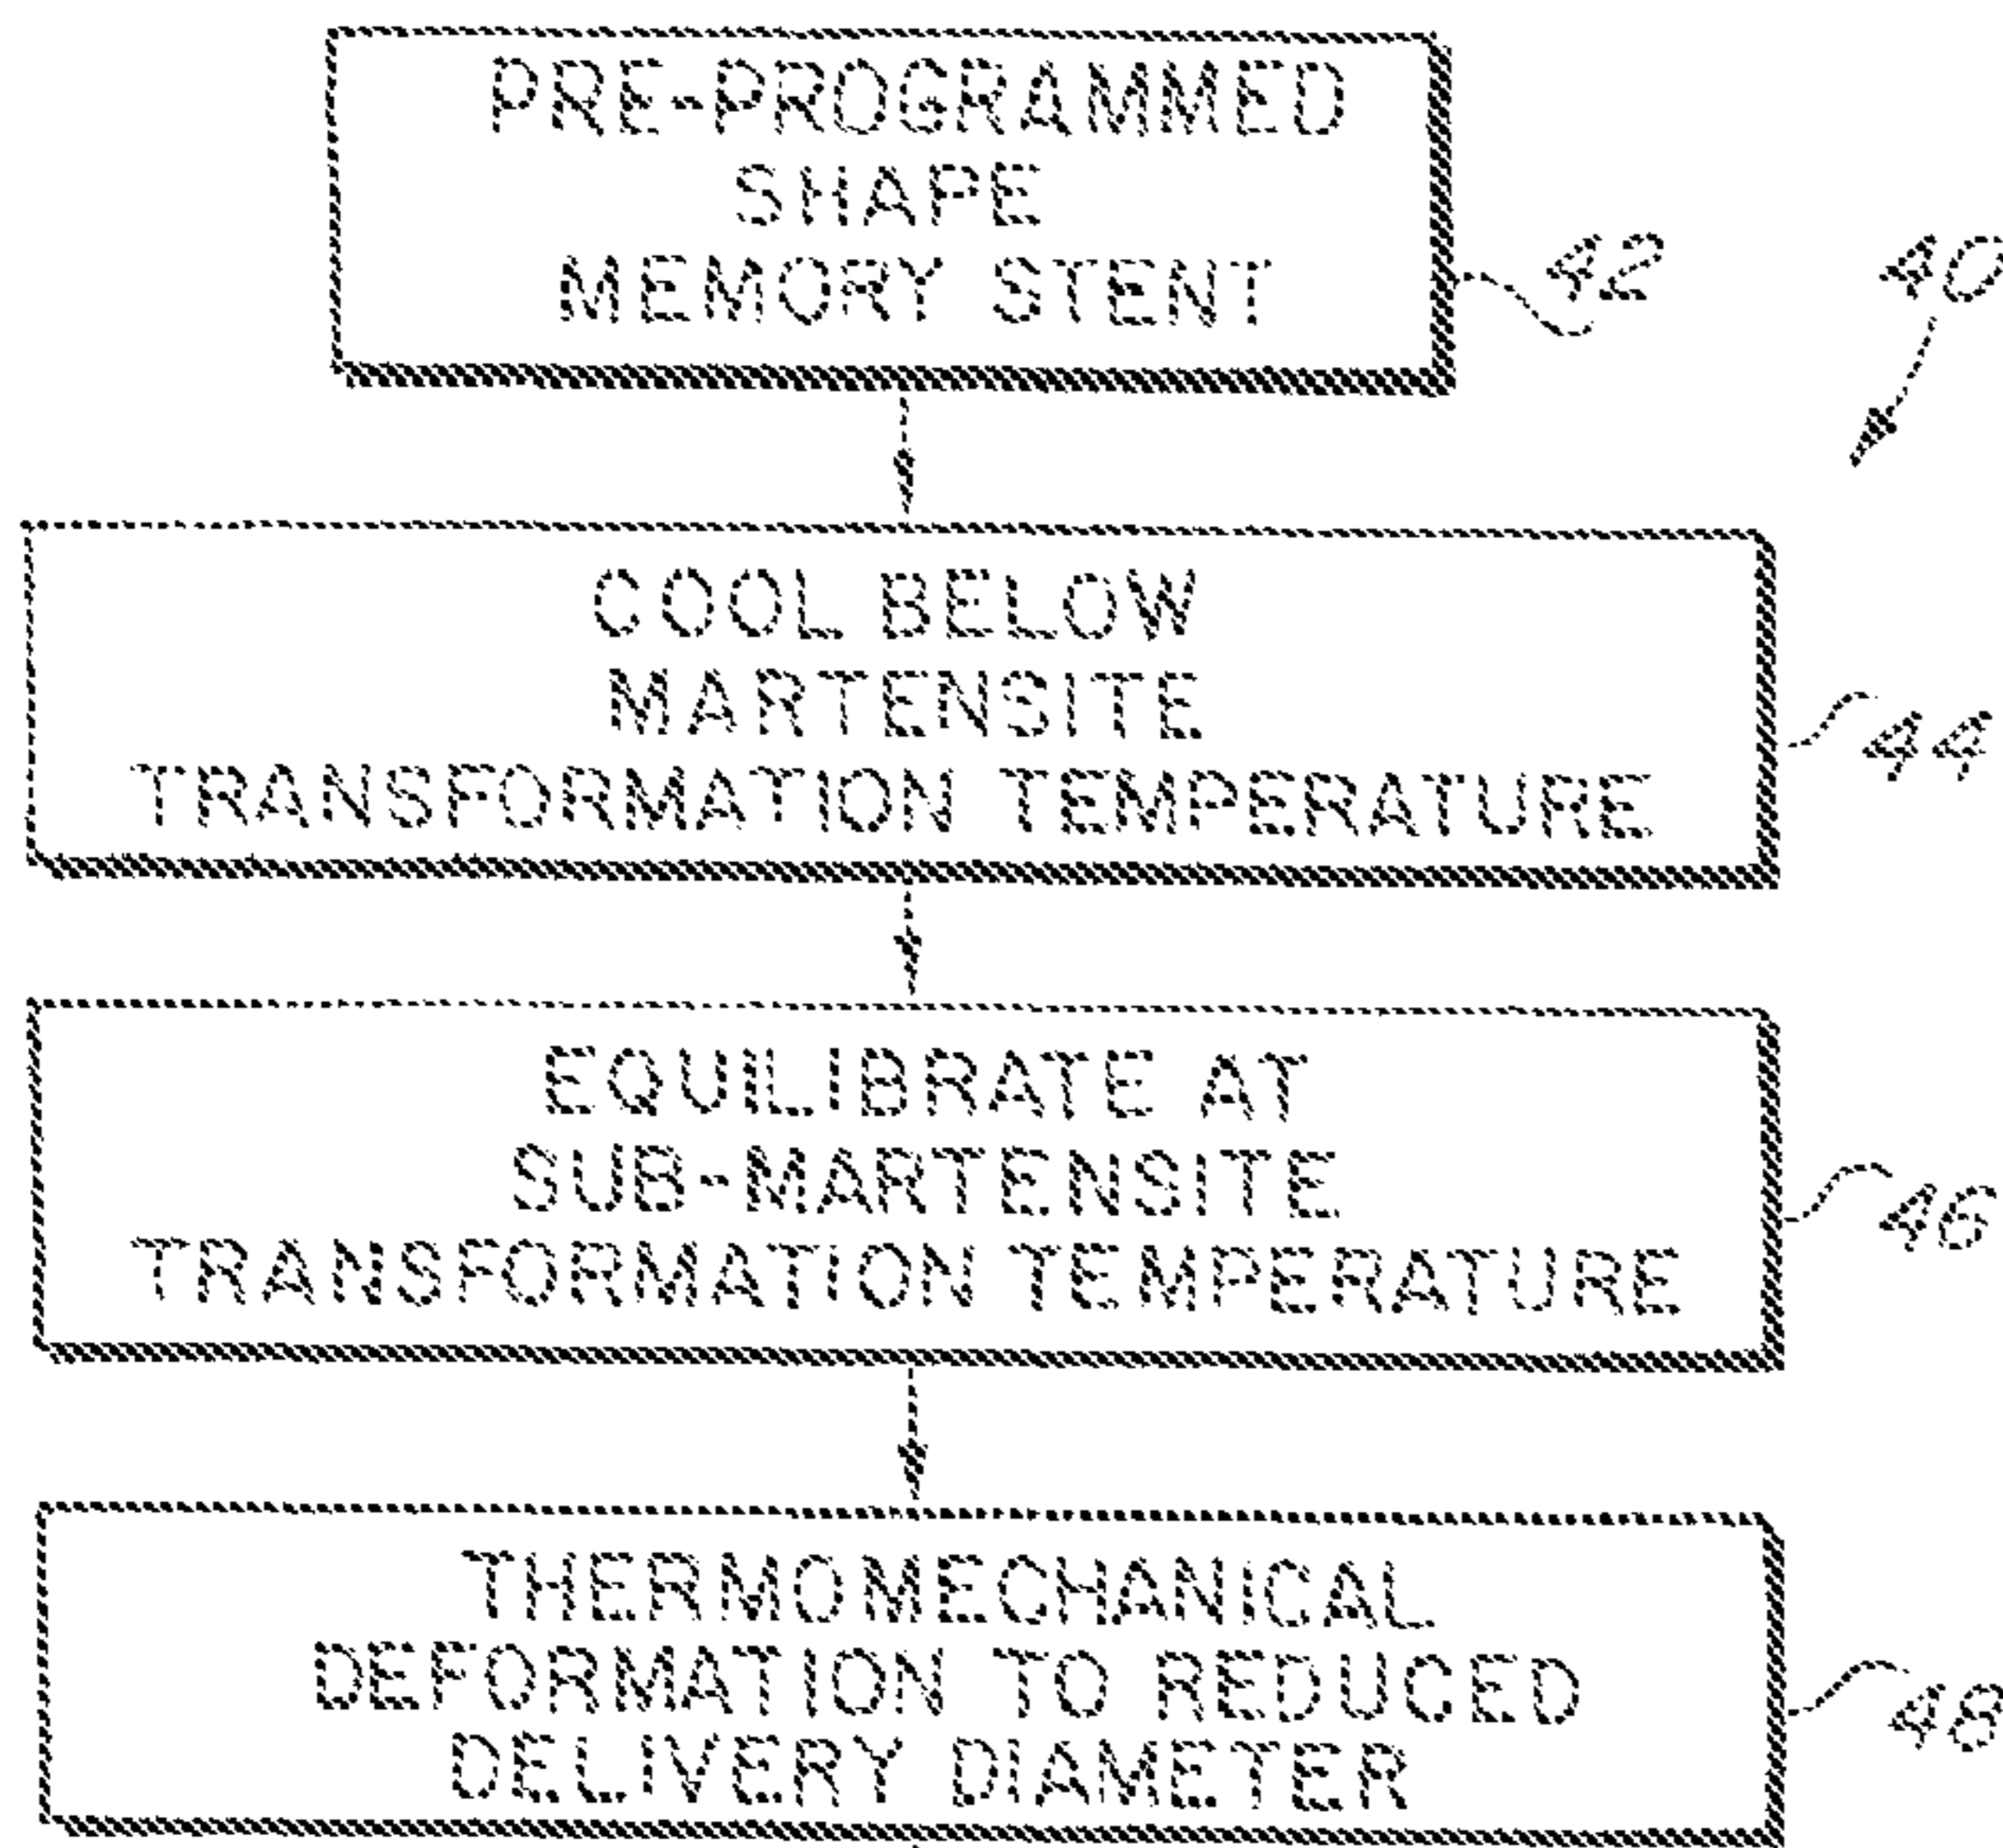 PRE-PROGRAMMED
SHAPE
MEMORY STENT
42
40
COOL BELOW
MARTENSITE
TRANSFORMATION TEMPERATURE
44
EQUILIBRATE AT
SUB-MARTENSITE
TRANSFORMATION TEMPERATURE
46
THERMOMECHANICAL
DEFORMATION TO REDUCED
DELIVERY DIAMETER
48